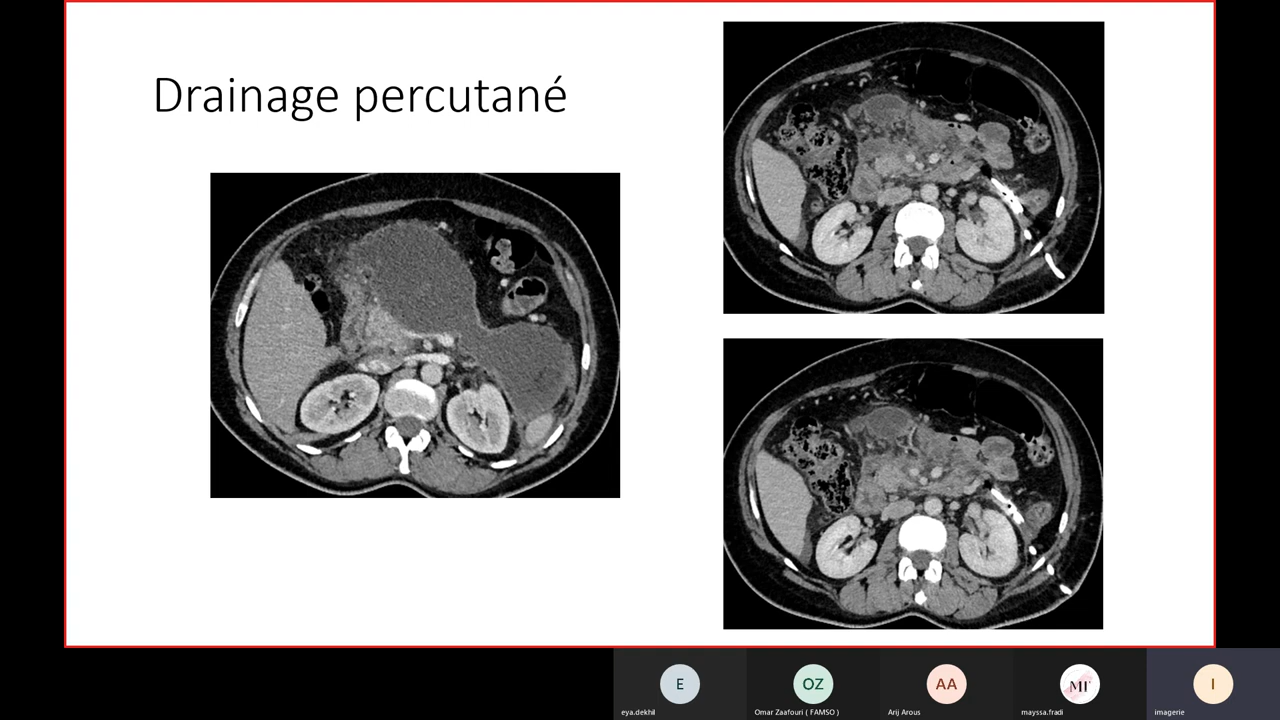 Drainage percutané
E
OZ
AA
MF
I
eya.dekhil
Omar Zaafouri ( FAMSO )
Arij Arous
mayssa.fradi
imagerie